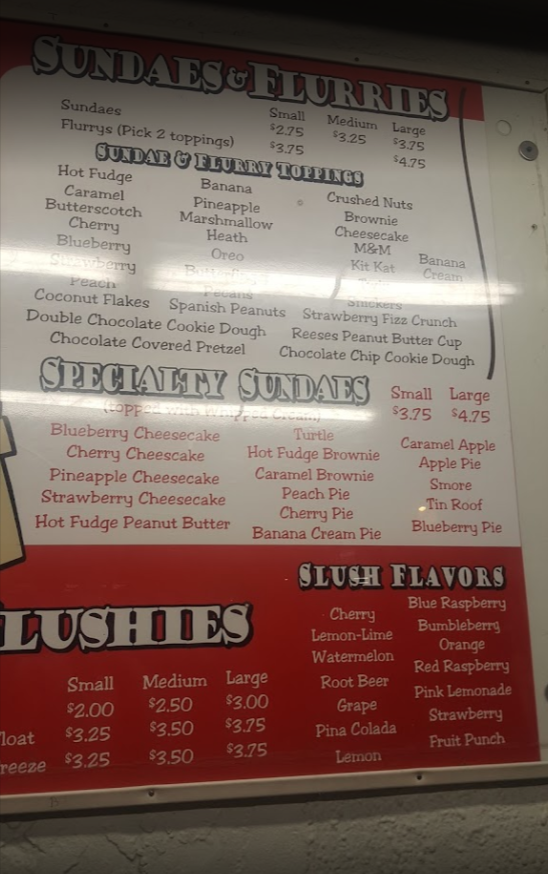 SUNDAES & FLURRIES
Small Medium Large
Sundaes $2.75 $3.25 $3.75
Flurrys (Pick 2 toppings) $3.75 $4.75
SUNDAE & FLURRY TOPPINGS
Hot Fudge Banana Crushed Nuts
Caramel Pineapple Brownie
Butterscotch Marshmallow Cheesecake
Cherry Heath M&M Banana
Blueberry Oreo Kit Kat Cream
Strawberry
Peach Pecans Snickers
Coconut Flakes Spanish Peanuts Strawberry Fizz Crunch
Double Chocolate Cookie Dough Reeses Peanut Butter Cup
Chocolate Covered Pretzel Chocolate Chip Cookie Dough
SPECIALTY SUNDAES Small Large
(topped with Whipped Cream) $3.75 $4.75
Blueberry Cheesecake Turtle Caramel Apple
Cherry Cheescake Hot Fudge Brownie Apple Pie
Pineapple Cheesecake Caramel Brownie Smore
Strawberry Cheesecake Peach Pie Tin Roof
Hot Fudge Peanut Butter Cherry Pie Blueberry Pie
Banana Cream Pie
LUSHIES
Small Medium Large
$2.00 $2.50 $3.00
loat $3.25 $3.50 $3.75
reeze $3.25 $3.50 $3.75
SLUSH FLAVORS
Cherry Blue Raspberry
Lemon-Lime Bumbleberry
Watermelon Orange
Root Beer Red Raspberry
Grape Pink Lemonade
Pina Colada Strawberry
Lemon Fruit Punch